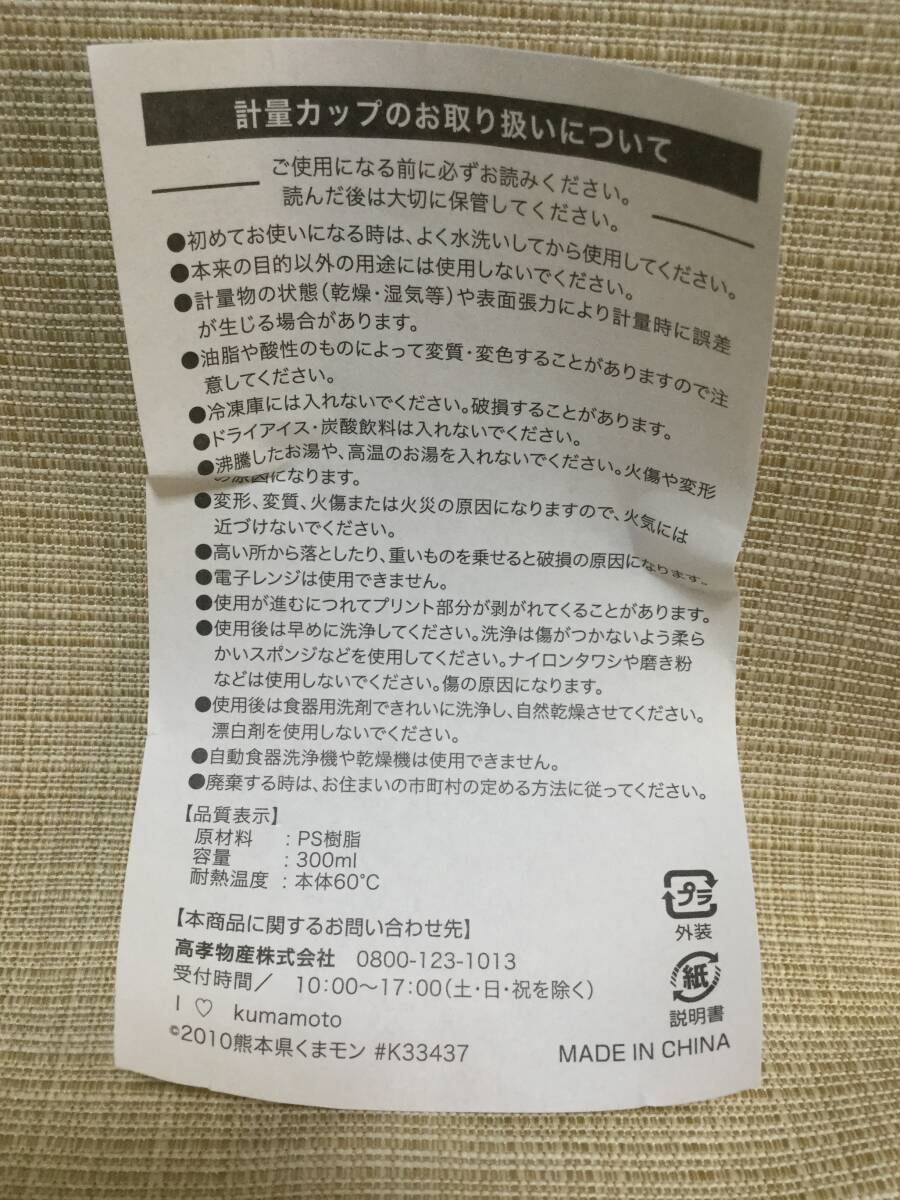 計量カップのお取り扱いについて
ご使用になる前に必ずお読みください。
読んだ後は大切に保管してください。
●初めてお使いになる時は、よく水洗いしてから使用してください。
●本来の目的以外の用途には使用しないでください。
●計量物の状態(乾燥・湿気等)や表面張力により計量時に誤差
が生じる場合があります。
●油脂や酸性のものによって変質・変色することがありますので注
意してください。
●冷凍庫には入れないでください。破損することがあります。
●ドライアイス・炭酸飲料は入れないでください。
●沸騰したお湯や、高温のお湯を入れないでください。火傷や変形
の原因になります。
●変形、変質、火傷または火災の原因になりますので、火気には
近づけないでください。
●高い所から落としたり、重いものを乗せると破損の原因になります。
●電子レンジは使用できません。
●使用が進むにつれてプリント部分が剥がれてくることがあります。
●使用後は早めに洗浄してください。洗浄は傷がつかないよう柔ら
かいスポンジなどを使用してください。ナイロンタワシや磨き粉
などは使用しないでください。傷の原因になります。
●使用後は食器用洗剤できれいに洗浄し、自然乾燥させてください。
漂白剤を使用しないでください。
●自動食器洗浄機や乾燥機は使用できません。
●廃棄する時は、お住まいの市町村の定める方法に従ってください。
【品質表示】
原材料 : PS樹脂
容量 : 300ml
耐熱温度 : 本体60℃
【本商品に関するお問い合わせ先】
高孝物産株式会社 0800-123-1013
受付時間/ 10:00〜17:00(土・日・祝を除く)
I ♡ kumamoto
©2010熊本県くまモン #K33437
プラ
外装
紙
説明書
MADE IN CHINA